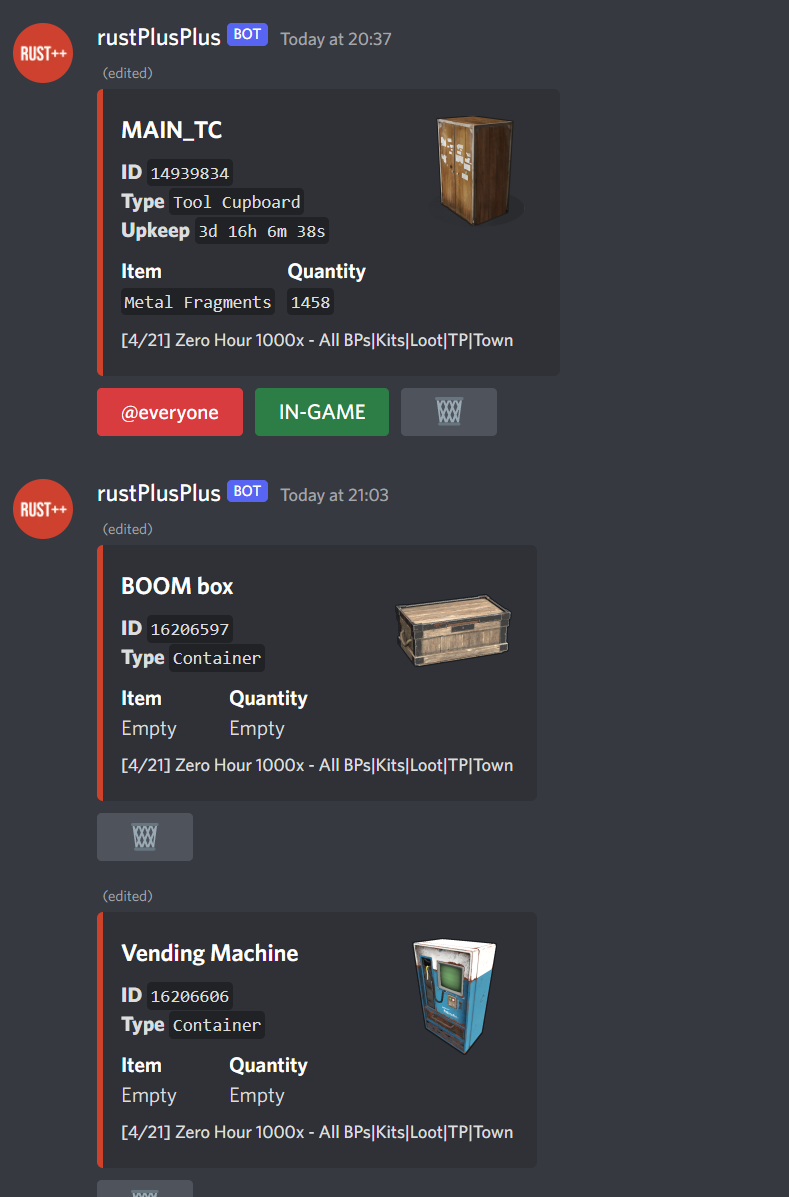 RUST++
rustPlusPlus BOT Today at 20:37
(edited)
MAIN_TC
ID 14939834
Type Tool Cupboard
Upkeep 3d 16h 6m 38s
Item Quantity
Metal Fragments 1458
[4/21] Zero Hour 1000x - All BPs|Kits|Loot|TP|Town
@everyone IN-GAME
RUST++
rustPlusPlus BOT Today at 21:03
(edited)
BOOM box
ID 16206597
Type Container
Item Quantity
Empty Empty
[4/21] Zero Hour 1000x - All BPs|Kits|Loot|TP|Town
(edited)
Vending Machine
ID 16206606
Type Container
Item Quantity
Empty Empty
[4/21] Zero Hour 1000x - All BPs|Kits|Loot|TP|Town